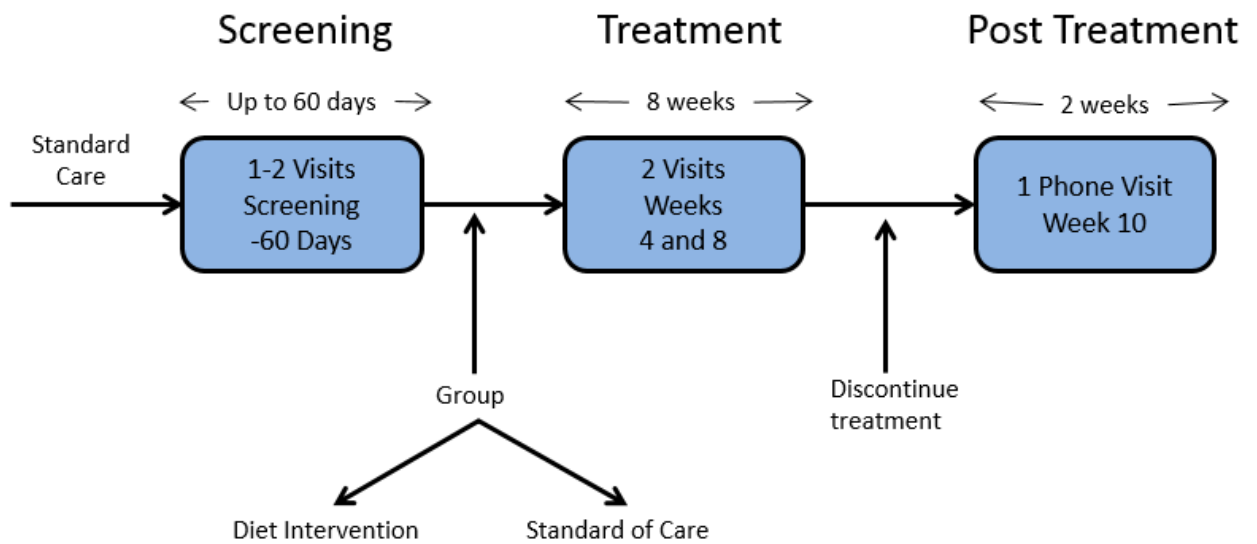 Screening
Treatment
Post Treatment
Up to 60 days
8 weeks
2 weeks
Standard
Care
1-2 Visits
Screening
-60 Days
2 Visits
Weeks
4 and 8
1 Phone Visit
Week 10
Group
Discontinue
treatment
Diet Intervention
Standard of Care